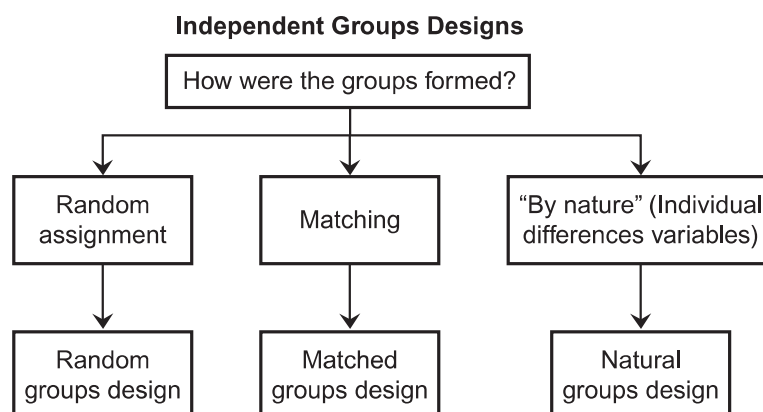 Independent Groups Designs
How were the groups formed?
Random
assignment
Matching
“By nature” (Individual
differences variables)
Random
groups design
Matched
groups design
Natural
groups design